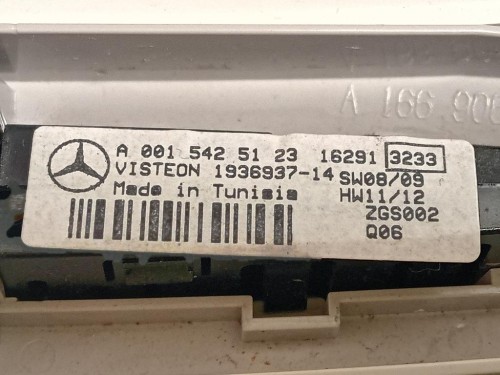 A 166 906
A 001 542 51 23 16291 3233
VISTEON 1936937-14 SW08/09
Made in Tunisia HW11/12
ZGS002
Q06